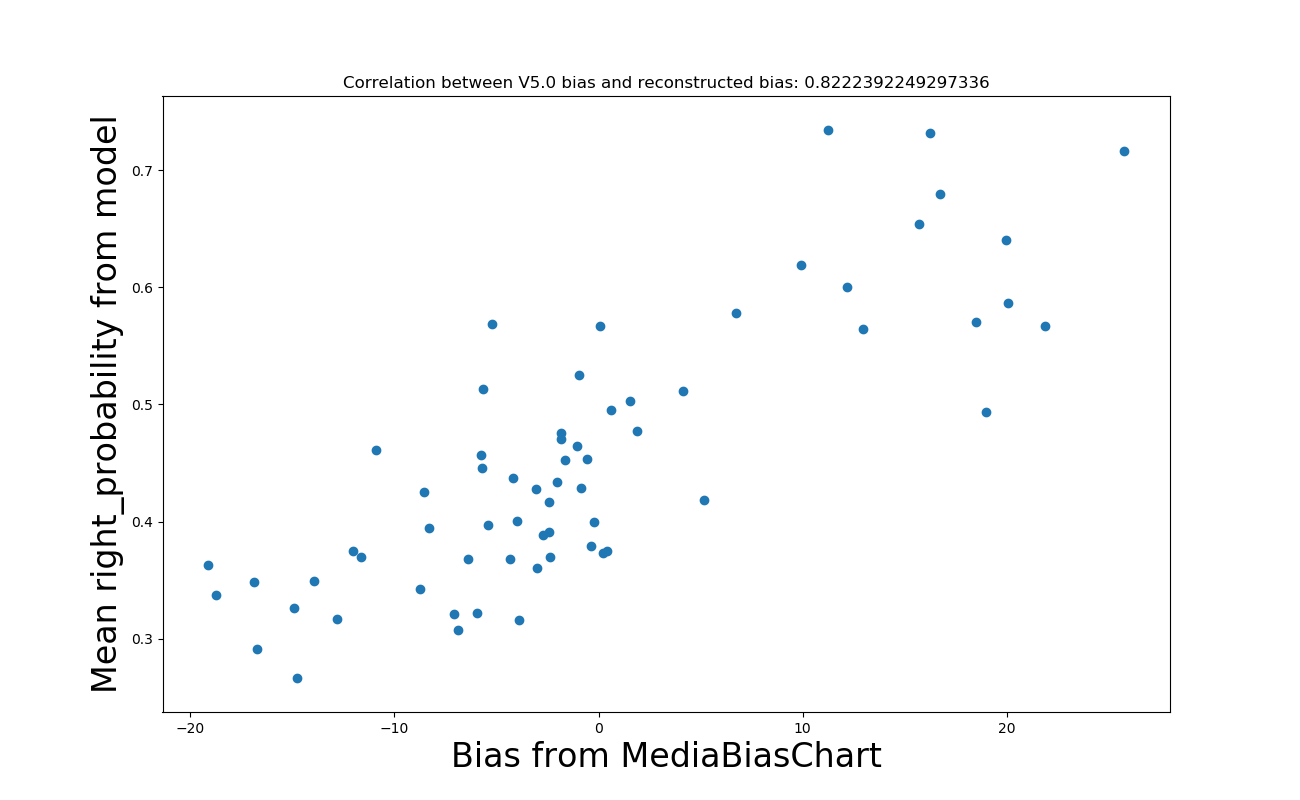 Correlation between V5.0 bias and reconstructed bias: 0.8222392249297336
Mean right_probability from model
0.7
0.6
0.5
0.4
0.3
−20 −10 0 10 20
Bias from MediaBiasChart